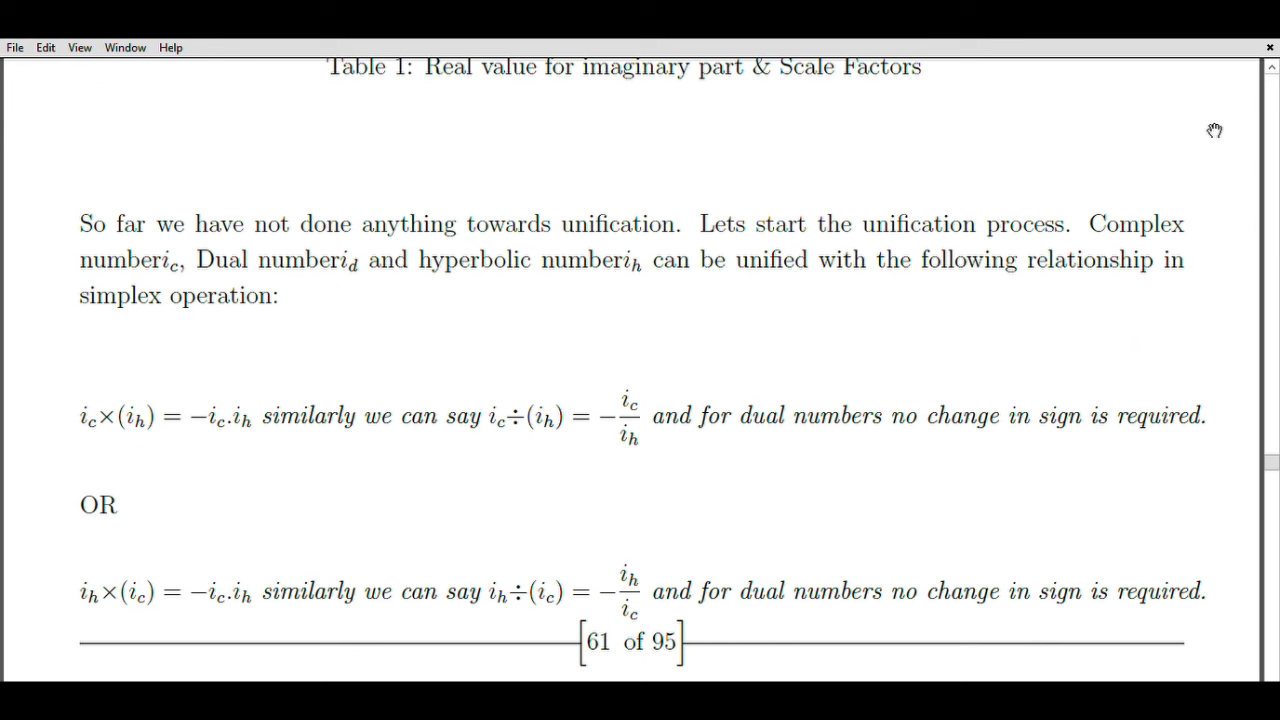 File Edit View Window Help
Table 1: Real value for imaginary part & Scale Factors
So far we have not done anything towards unification. Lets start the unification process. Complex
numberi_c, Dual numberi_d and hyperbolic numberi_h can be unified with the following relationship in
simplex operation:
i_c×(i_h) = −i_c.i_h similarly we can say i_c÷(i_h) = −i_c/i_h and for dual numbers no change in sign is required.
OR
i_h×(i_c) = −i_c.i_h similarly we can say i_h÷(i_c) = −i_h/i_c and for dual numbers no change in sign is required.
[61 of 95]